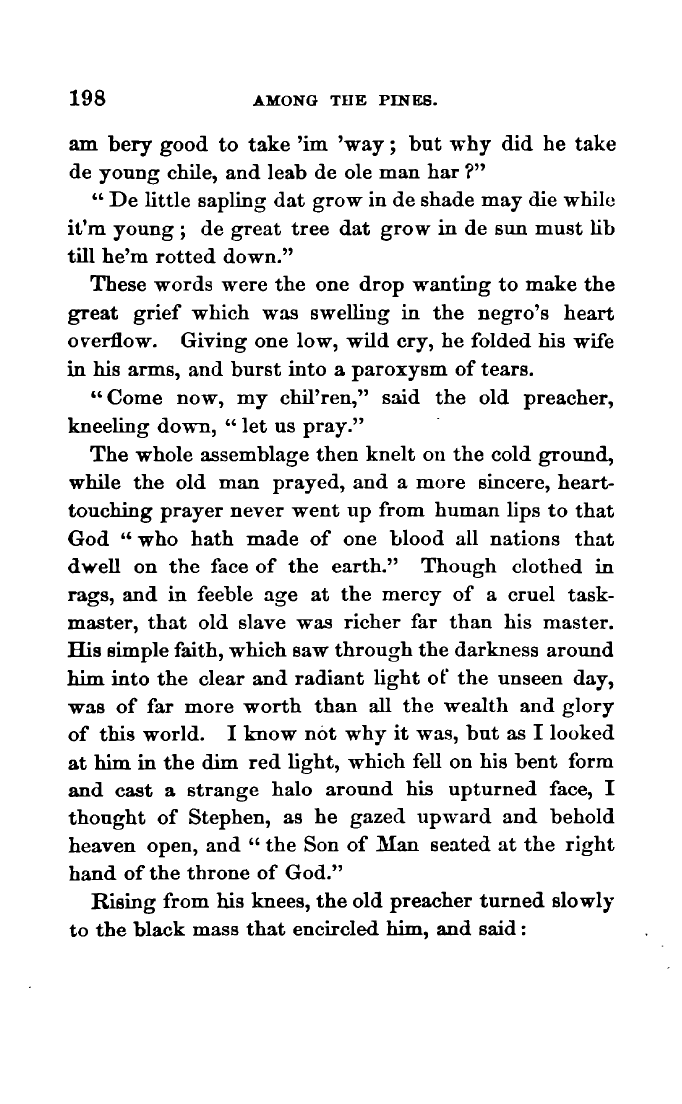 198 AMONG THE PINES.
am bery good to take 'im 'way; but why did he take
de young chile, and leab de ole man har?"
"De little sapling dat grow in de shade may die while
it'm young; de great tree dat grow in de sun must lib
till he'm rotted down."
These words were the one drop wanting to make the
great grief which was swelling in the negro's heart
overflow. Giving one low, wild cry, he folded his wife
in his arms, and burst into a paroxysm of tears.
"Come now, my chil'ren," said the old preacher,
kneeling down, "let us pray."
The whole assemblage then knelt on the cold ground,
while the old man prayed, and a more sincere, heart-
touching prayer never went up from human lips to that
God "who hath made of one blood all nations that
dwell on the face of the earth." Though clothed in
rags, and in feeble age at the mercy of a cruel task-
master, that old slave was richer far than his master.
His simple faith, which saw through the darkness around
him into the clear and radiant light of the unseen day,
was of far more worth than all the wealth and glory
of this world. I know not why it was, but as I looked
at him in the dim red light, which fell on his bent form
and cast a strange halo around his upturned face, I
thought of Stephen, as he gazed upward and behold
heaven open, and "the Son of Man seated at the right
hand of the throne of God."
Rising from his knees, the old preacher turned slowly
to the black mass that encircled him, and said: